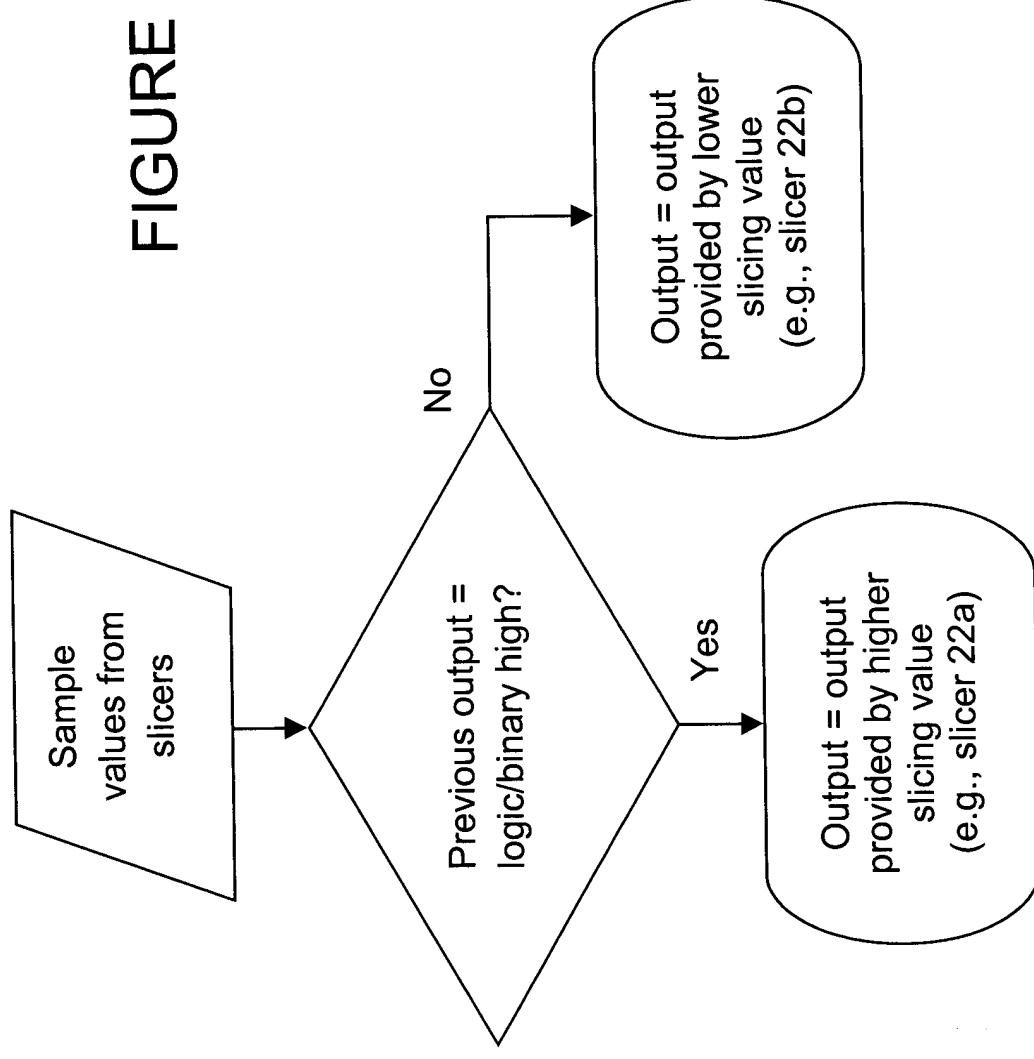 FIGURE
Sample
values from
slicers
Previous output =
logic/binary high?
No
Yes
Output = output
provided by lower
slicing value
(e.g., slicer 22b)
Output = output
provided by higher
slicing value
(e.g., slicer 22a)